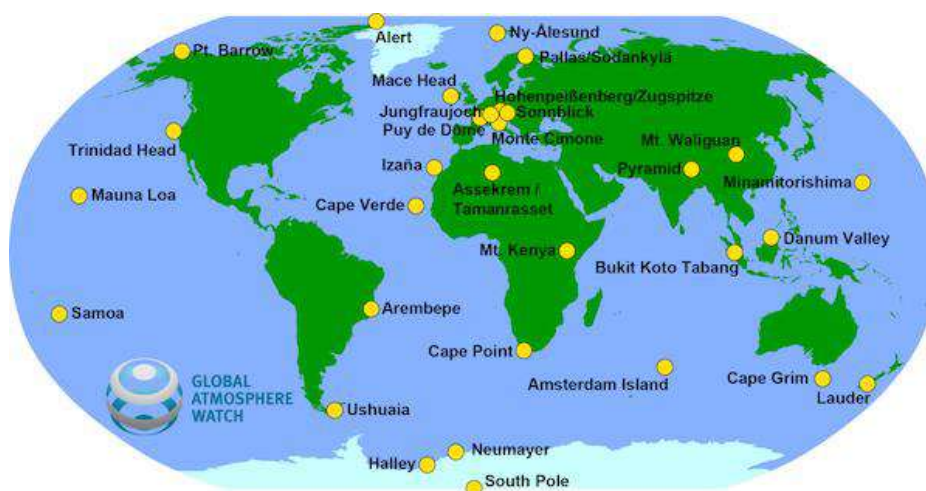 Alert
Ny-Ålesund
Pt. Barrow
Pallas/Sodankylä
Mace Head
Hohenpeißenberg/Zugspitze
Jungfraujoch
Sonnblick
Puy de Dôme
Monte Cimone
Trinidad Head
Mt. Waliguan
Izaña
Pyramid
Mauna Loa
Assekrem /
Tamanrasset
Minamitorishima
Cape Verde
Mt. Kenya
Danum Valley
Bukit Koto Tabang
Samoa
Arembepe
Cape Point
Amsterdam Island
Cape Grim
Lauder
GLOBAL
ATMOSPHERE
WATCH
Ushuaia
Neumayer
Halley
South Pole